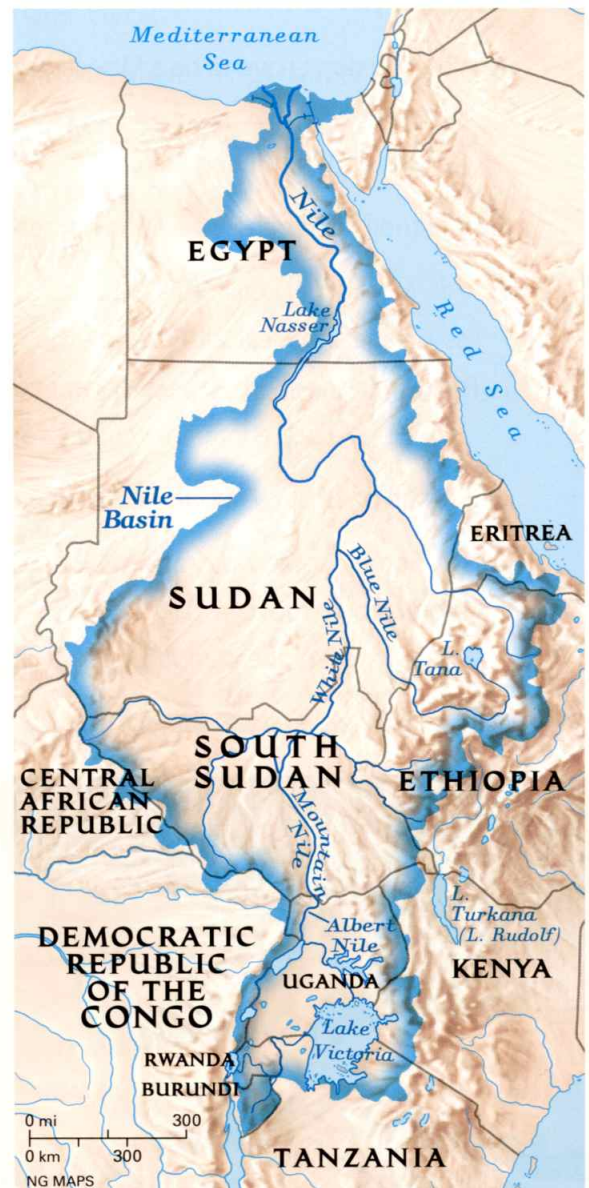 Mediterranean
Sea
Nile
EGYPT
Lake
Nasser
Red Sea
Nile
Basin
ERITREA
SUDAN
Blue Nile
White Nile
L.
Tana
SOUTH
SUDAN
CENTRAL
AFRICAN
REPUBLIC
ETHIOPIA
Mountain
Nile
L.
Turkana
(L. Rudolf)
Albert
Nile
DEMOCRATIC
REPUBLIC
OF THE
CONGO
UGANDA
KENYA
Lake
Victoria
RWANDA
BURUNDI
0 mi 300
0 km 300
TANZANIA
NG MAPS